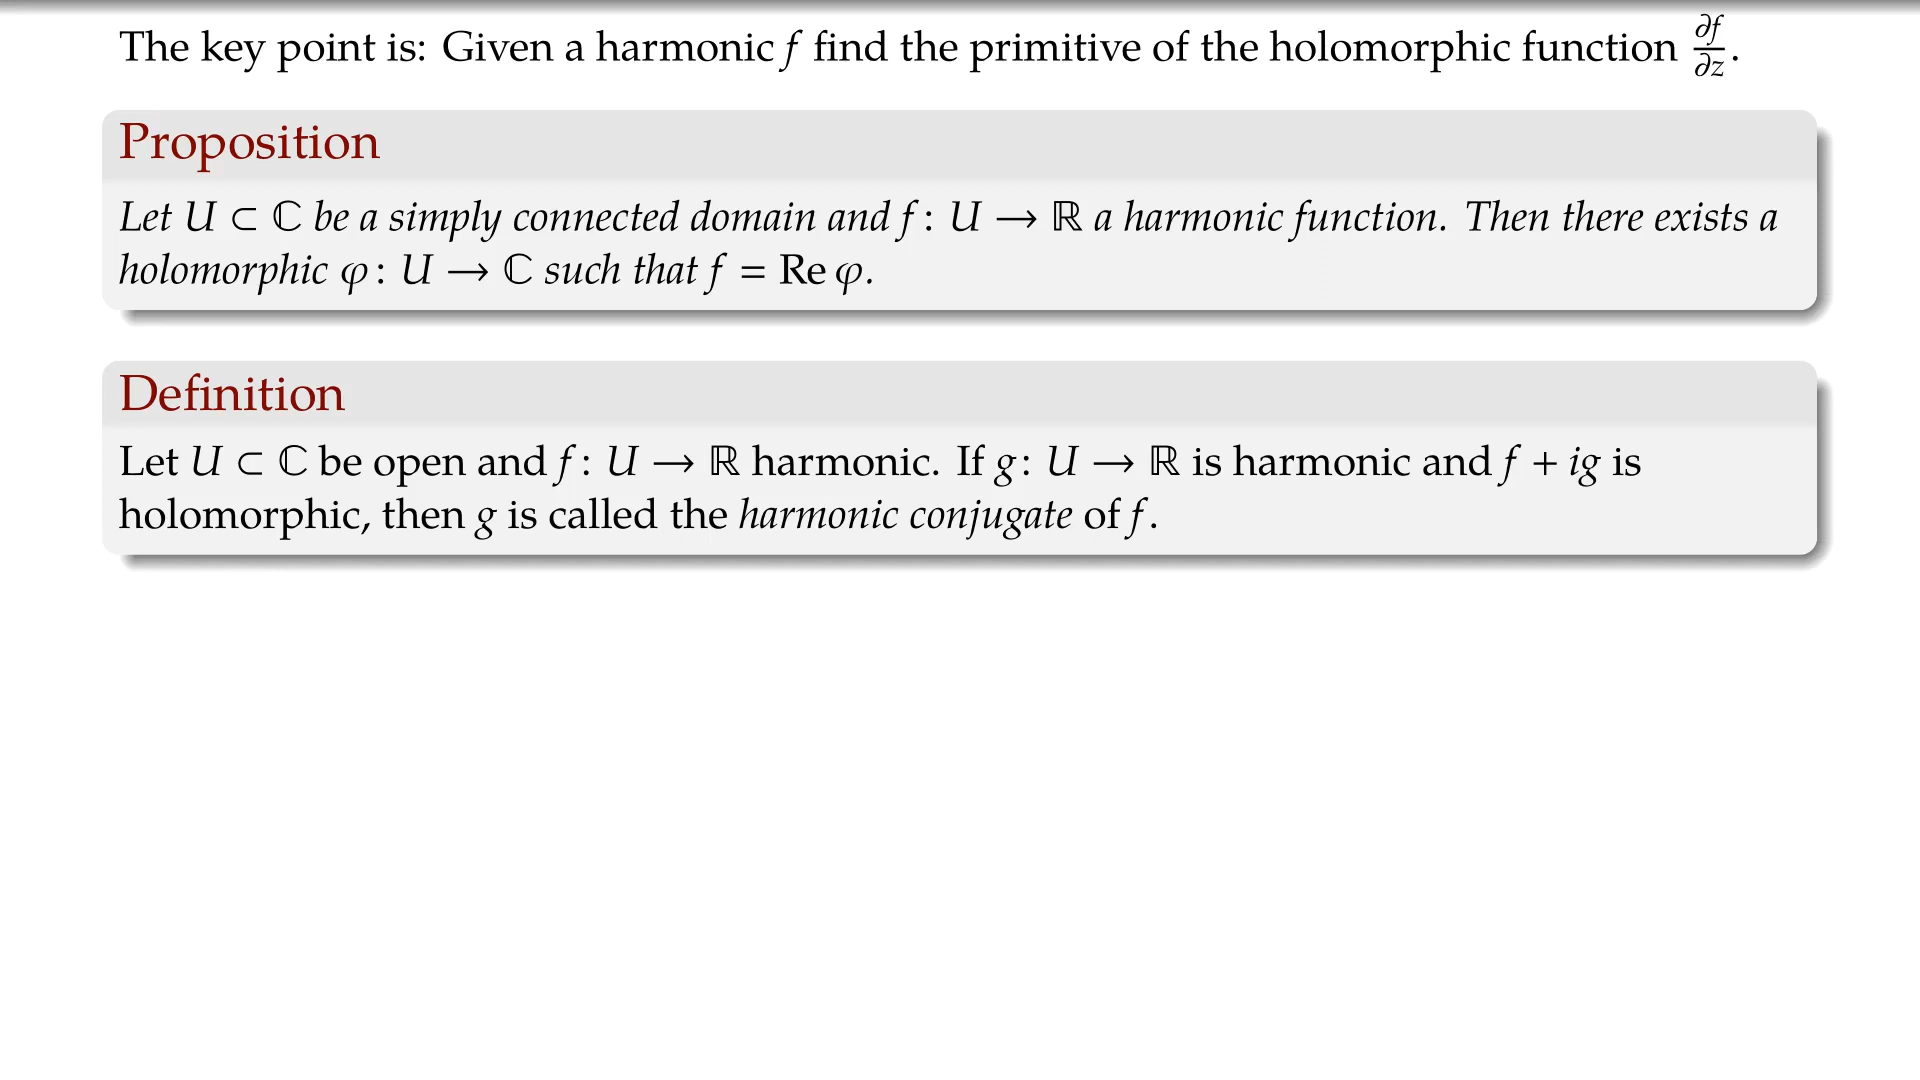 The key point is: Given a harmonic f find the primitive of the holomorphic function ∂f/∂z.
Proposition
Let U ⊂ ℂ be a simply connected domain and f : U → ℝ a harmonic function. Then there exists a
holomorphic φ : U → ℂ such that f = Re φ.
Definition
Let U ⊂ ℂ be open and f : U → ℝ harmonic. If g : U → ℝ is harmonic and f + ig is
holomorphic, then g is called the harmonic conjugate of f.